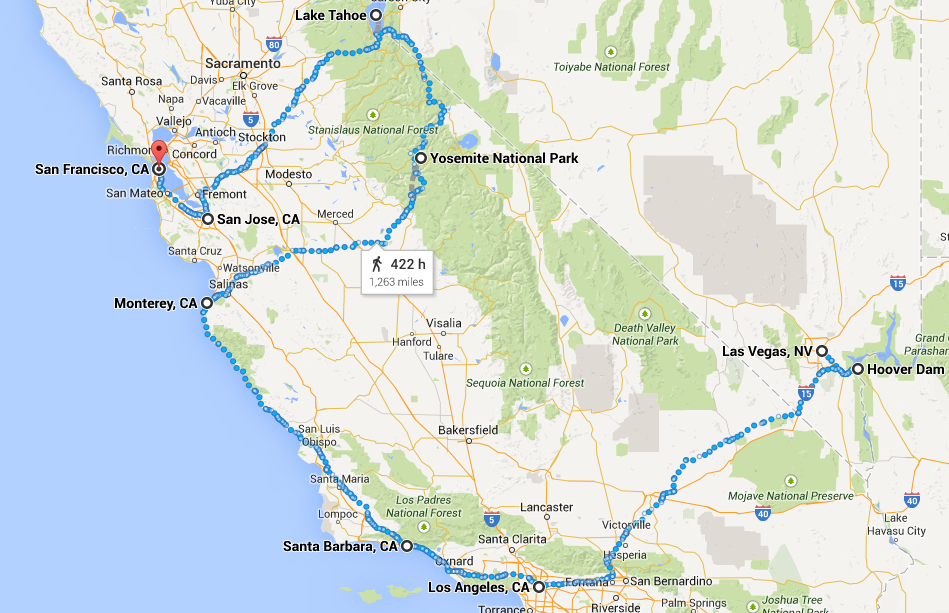 Yuba City
Carson City
Lake Tahoe
80
Toiyabe National Forest
Sacramento
Davis
Elk Grove
Santa Rosa
Napa
Vacaville
Vallejo
5
Antioch
Stockton
Stanislaus National Forest
Richmon
Concord
San Francisco, CA
Yosemite National Park
Modesto
San Mateo
Fremont
San Jose, CA
Merced
Santa Cruz
Watsonville
422 h
1,263 miles
Salinas
15
Monterey, CA
Visalia
Death Valley
National Park
Hanford
Tulare
Grand
Parashar
Las Vegas, NV
Hoover Dam
Sequoia National Forest
15
San Luis
Obispo
Bakersfield
Santa Maria
Mojave National Preserve
Los Padres
National Forest
40
40
Lompoc
5
Lancaster
Lake
Havasu City
Victorville
Santa Barbara, CA
Santa Clarita
Hesperia
Oxnard
Los Angeles, CA
Fontana
San Bernardino
Torrance
Riverside
Palm Springs
Joshua Tree
National Park